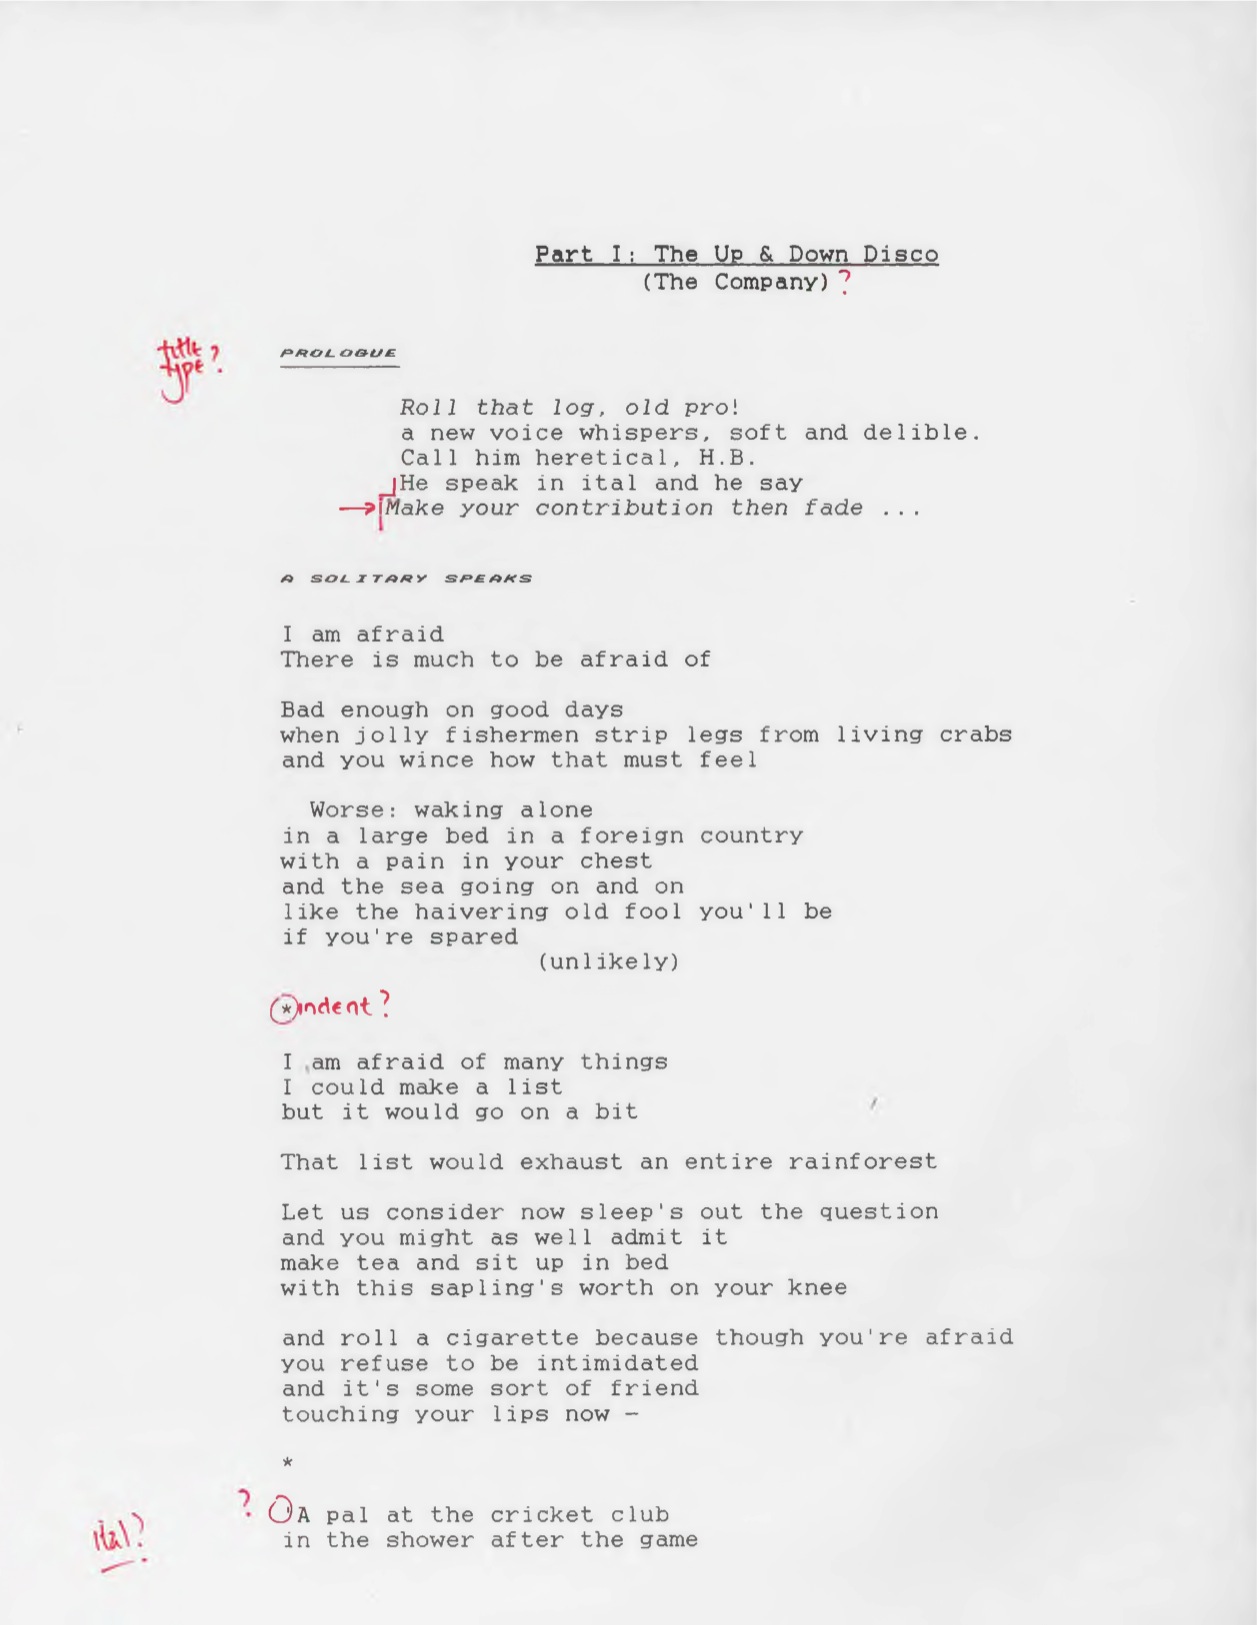 Part I: The Up & Down Disco
(The Company) ?
title ?
type
PROLOGUE
Roll that log, old pro!
a new voice whispers, soft and delible.
Call him heretical, H.B.
He speak in ital and he say
Make your contribution then fade ...
A SOLITARY SPEAKS
I am afraid
There is much to be afraid of
Bad enough on good days
when jolly fishermen strip legs from living crabs
and you wince how that must feel
Worse: waking alone
in a large bed in a foreign country
with a pain in your chest
and the sea going on and on
like the haivering old fool you'll be
if you're spared
(unlikely)
* indent ?
I am afraid of many things
I could make a list
but it would go on a bit
That list would exhaust an entire rainforest
Let us consider now sleep's out the question
and you might as well admit it
make tea and sit up in bed
with this sapling's worth on your knee
and roll a cigarette because though you're afraid
you refuse to be intimidated
and it's some sort of friend
touching your lips now -
*
? 'A pal at the cricket club
ital? in the shower after the game